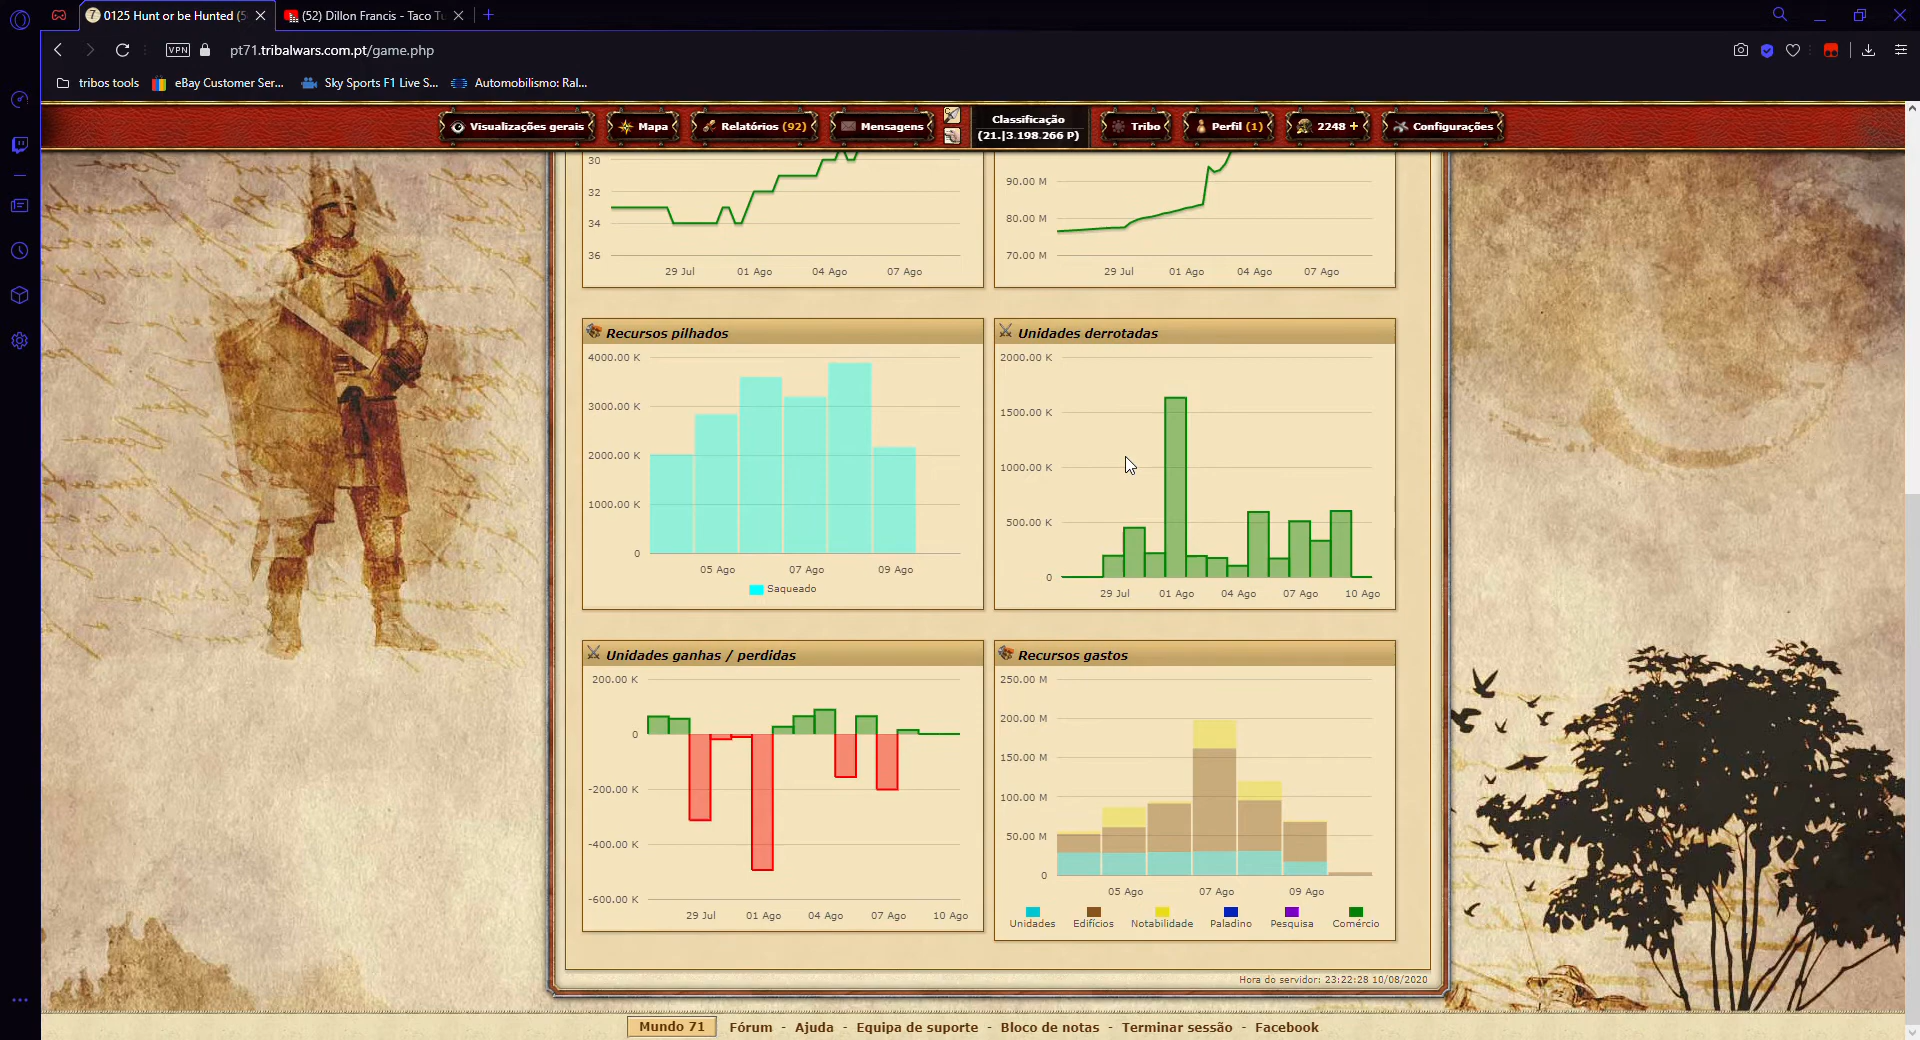 0125 Hunt or be Hunted (5
(52) Dillon Francis - Taco Tu
VPN
pt71.tribalwars.com.pt/game.php
tribos tools
eBay Customer Ser...
Sky Sports F1 Live S...
Automobilismo: Ral...
Visualizações gerais
Mapa
Relatórios (92)
Mensagens
Classificação
(21.|3.198.266 P)
Tribo
Perfil (1)
2248 +
Configurações
30
32
34
36
29 Jul 01 Ago 04 Ago 07 Ago
90.00 M
80.00 M
70.00 M
29 Jul 01 Ago 04 Ago 07 Ago
Recursos pilhados
4000.00 K
3000.00 K
2000.00 K
1000.00 K
0
05 Ago 07 Ago 09 Ago
Saqueado
Unidades derrotadas
2000.00 K
1500.00 K
1000.00 K
500.00 K
0
29 Jul 01 Ago 04 Ago 07 Ago 10 Ago
Unidades ganhas / perdidas
200.00 K
0
-200.00 K
-400.00 K
-600.00 K
29 Jul 01 Ago 04 Ago 07 Ago 10 Ago
Recursos gastos
250.00 M
200.00 M
150.00 M
100.00 M
50.00 M
0
05 Ago 07 Ago 09 Ago
Unidades Edifícios Notabilidade Paladino Pesquisa Comércio
Hora do servidor: 23:22:28 10/08/2020
Mundo 71 Fórum - Ajuda - Equipa de suporte - Bloco de notas - Terminar sessão - Facebook